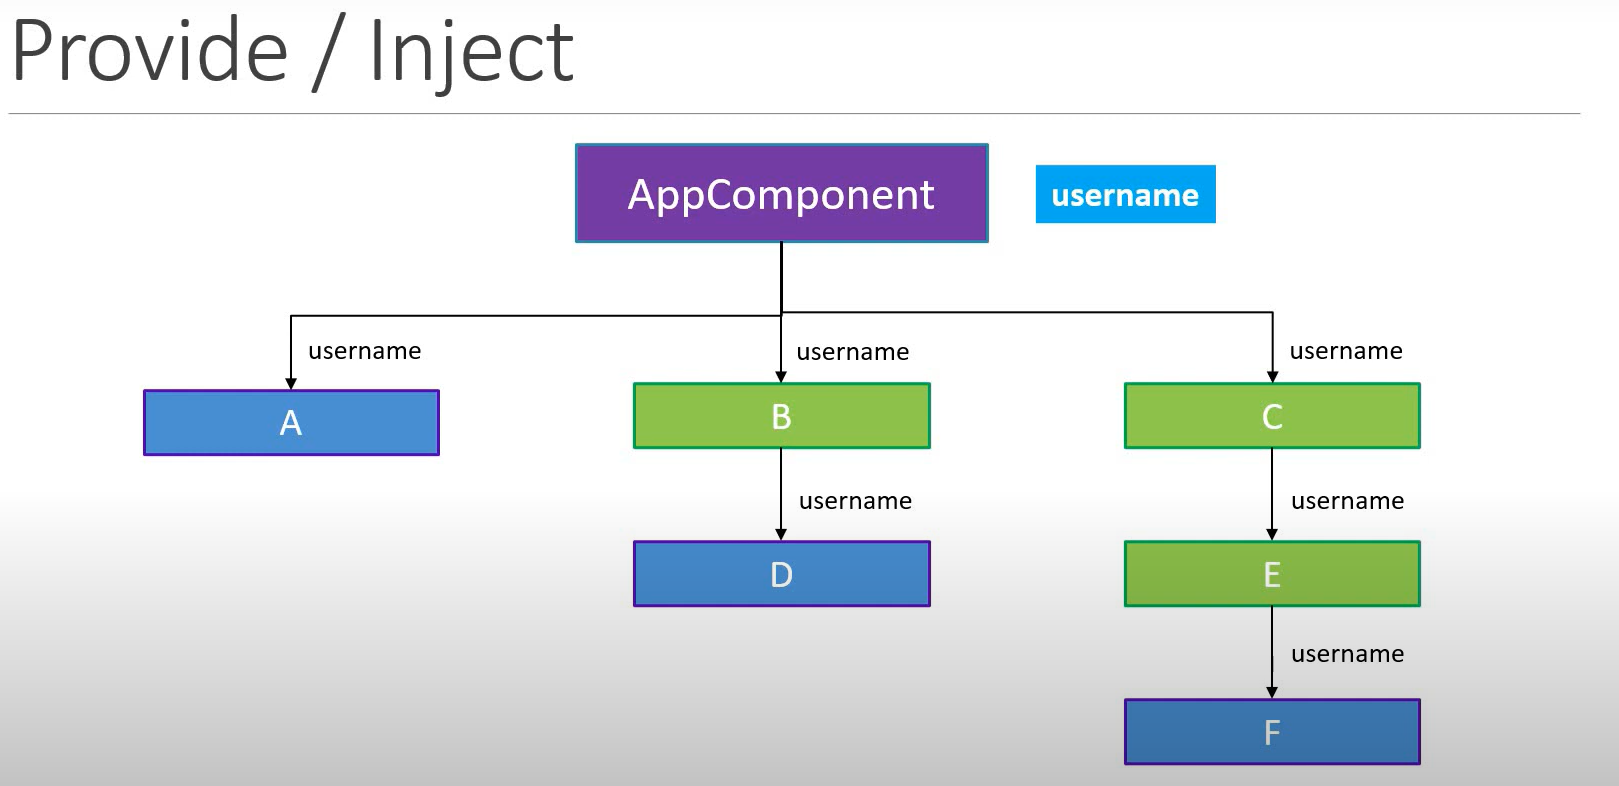 Provide / Inject
AppComponent
username
username
username
username
A
B
C
username
username
D
E
username
F